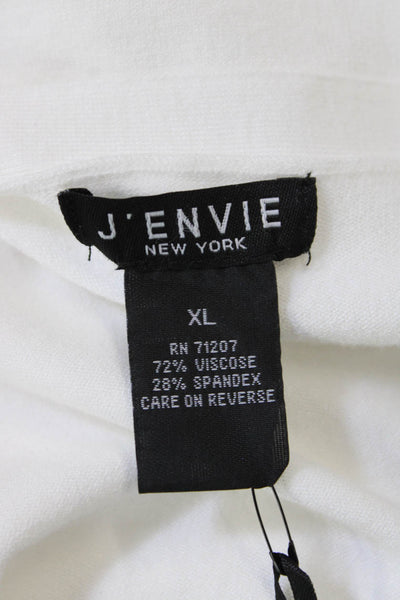 J'ENVIE
NEW YORK
XL
RN 71207
72% VISCOSE
28% SPANDEX
CARE ON REVERSE